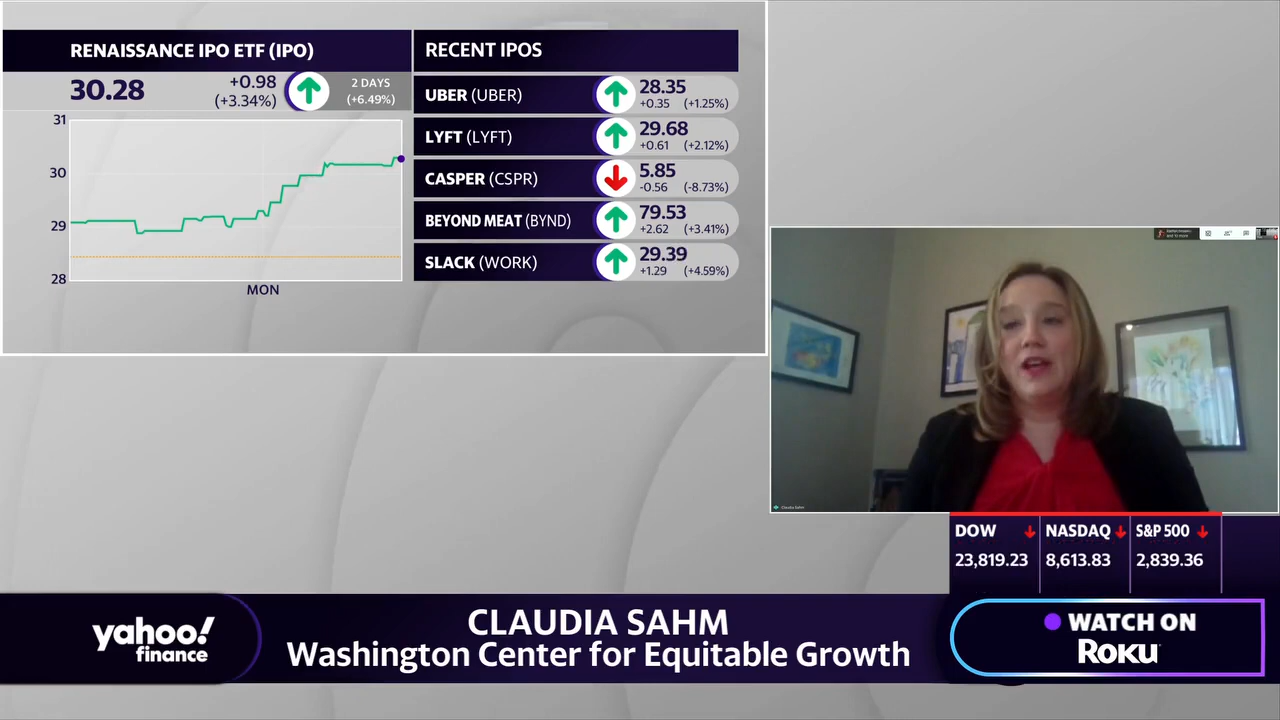 RENAISSANCE IPO ETF (IPO)
30.28
+0.98
(+3.34%)
2 DAYS
(+6.49%)
31
30
29
28
MON
RECENT IPOS
UBER (UBER)
28.35
+0.35 (+1.25%)
LYFT (LYFT)
29.68
+0.61 (+2.12%)
CASPER (CSPR)
5.85
-0.56 (-8.73%)
BEYOND MEAT (BYND)
79.53
+2.62 (+3.41%)
SLACK (WORK)
29.39
+1.29 (+4.59%)
Claudia Sahm
DOW
23,819.23
NASDAQ
8,613.83
S&P 500
2,839.36
yahoo!
finance
CLAUDIA SAHM
Washington Center for Equitable Growth
WATCH ON
Roku